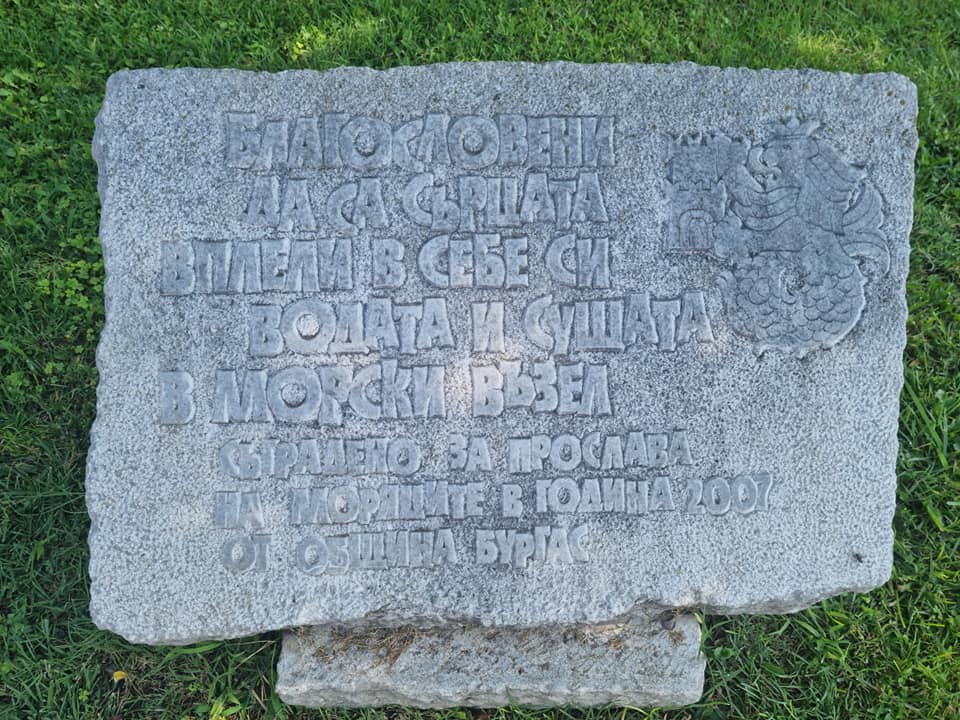 БЛАГОСЛОВЕНИ
ДА СА СЪРЦАТА
ВПЛЕЛИ В СЕБЕ СИ
ВОДАТА И СУШАТА
В МОРСКИ ВЪЗЕЛ
СЪГРАДЕНО ЗА ПРОСЛАВА
НА МОРЯЦИТЕ В ГОДИНА 2007
ОТ ОБЩИНА БУРГАС